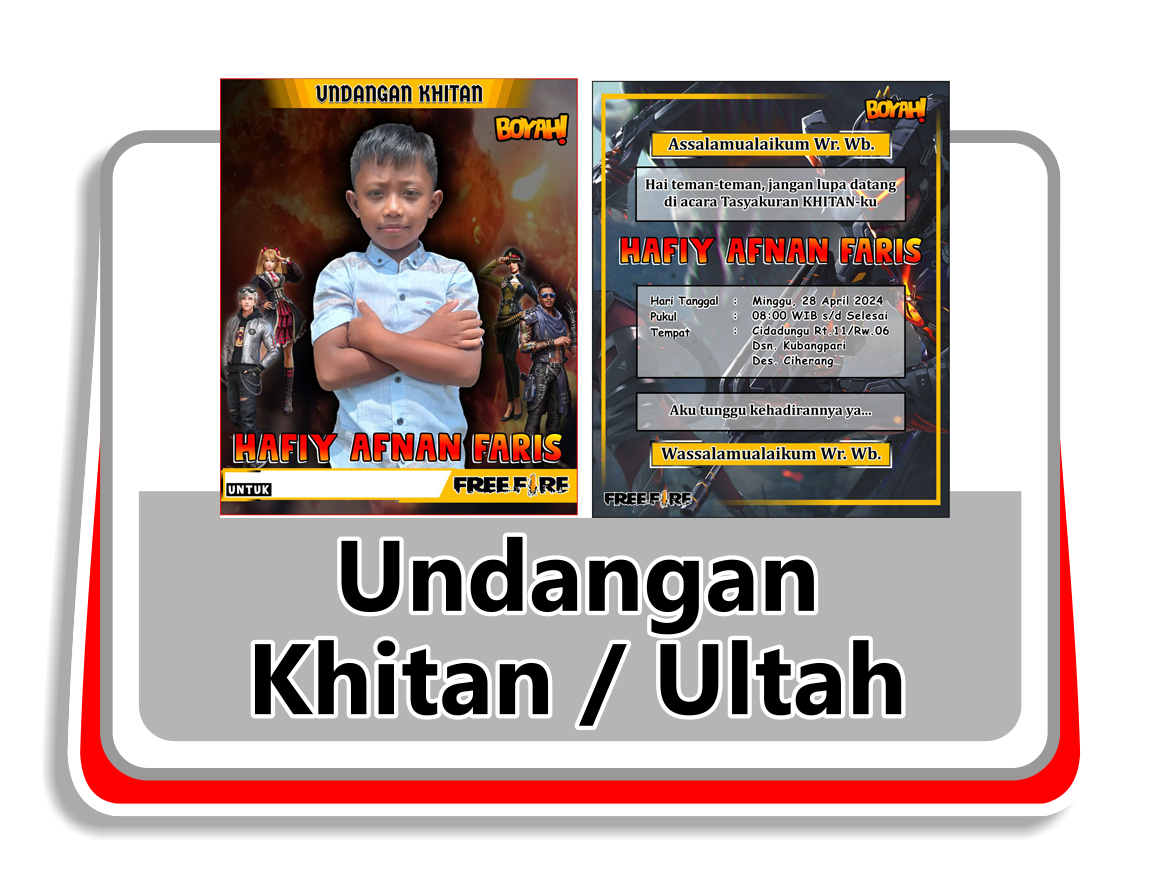 UNDANGAN KHITAN
BOYAH!
HAFIY AFNAN FARIS
UNTUK
FREE FIRE
BOYAH!
Assalamualaikum Wr. Wb.
Hai teman-teman, jangan lupa datang
di acara Tasyakuran KHITAN-ku
HAFIY AFNAN FARIS
Hari Tanggal : Minggu, 28 April 2024
Pukul : 08:00 WIB s/d Selesai
Tempat : Cidadungu Rt.11/Rw.06
Dsn. Kubangpari
Des. Ciherang
Aku tunggu kehadirannya ya...
Wassalamualaikum Wr. Wb.
FREE FIRE
Undangan
Khitan / Ultah